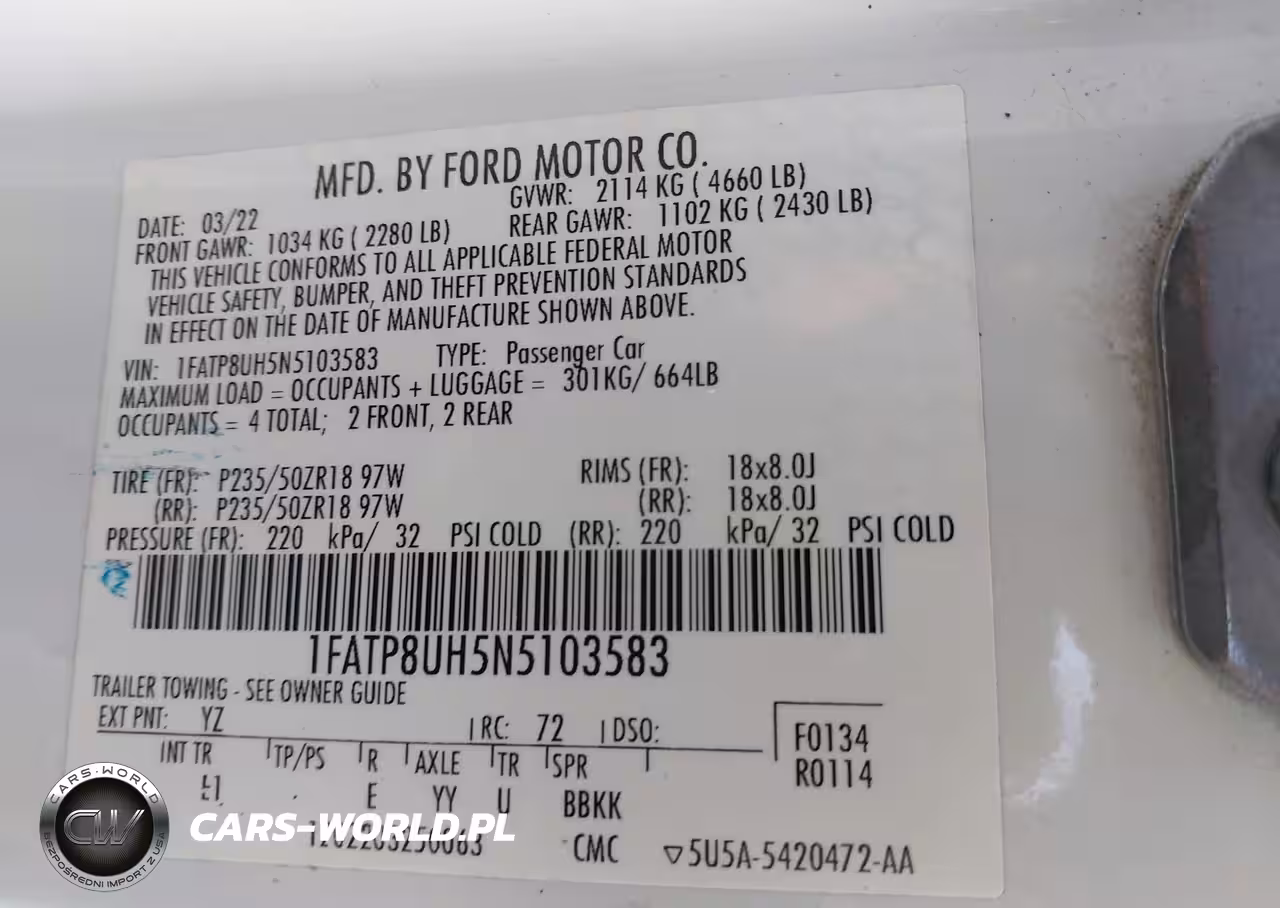 MFD. BY FORD MOTOR CO.
DATE: 03/22 GVWR: 2114 KG ( 4660 LB)
FRONT GAWR: 1034 KG ( 2280 LB) REAR GAWR: 1102 KG ( 2430 LB)
THIS VEHICLE CONFORMS TO ALL APPLICABLE FEDERAL MOTOR
VEHICLE SAFETY, BUMPER, AND THEFT PREVENTION STANDARDS
IN EFFECT ON THE DATE OF MANUFACTURE SHOWN ABOVE.
VIN: 1FATP8UH5N5103583 TYPE: Passenger Car
MAXIMUM LOAD = OCCUPANTS + LUGGAGE = 301KG/ 664LB
OCCUPANTS = 4 TOTAL; 2 FRONT, 2 REAR
TIRE (FR): P235/50ZR18 97W RIMS (FR): 18x8.0J
(RR): P235/50ZR18 97W (RR): 18x8.0J
PRESSURE (FR): 220 kPa/ 32 PSI COLD (RR): 220 kPa/ 32 PSI COLD
1FATP8UH5N5103583
TRAILER TOWING - SEE OWNER GUIDE
EXT PNT: YZ RC: 72 DSO:
F0134
R0114
INT TR TP/PS R AXLE TR SPR
E YY U BBKK
CMC ▽5U5A-5420472-AA
CARS-WORLD.PL
CARS-WORLD
CW
BEZPOŚREDNI IMPORT Z USA